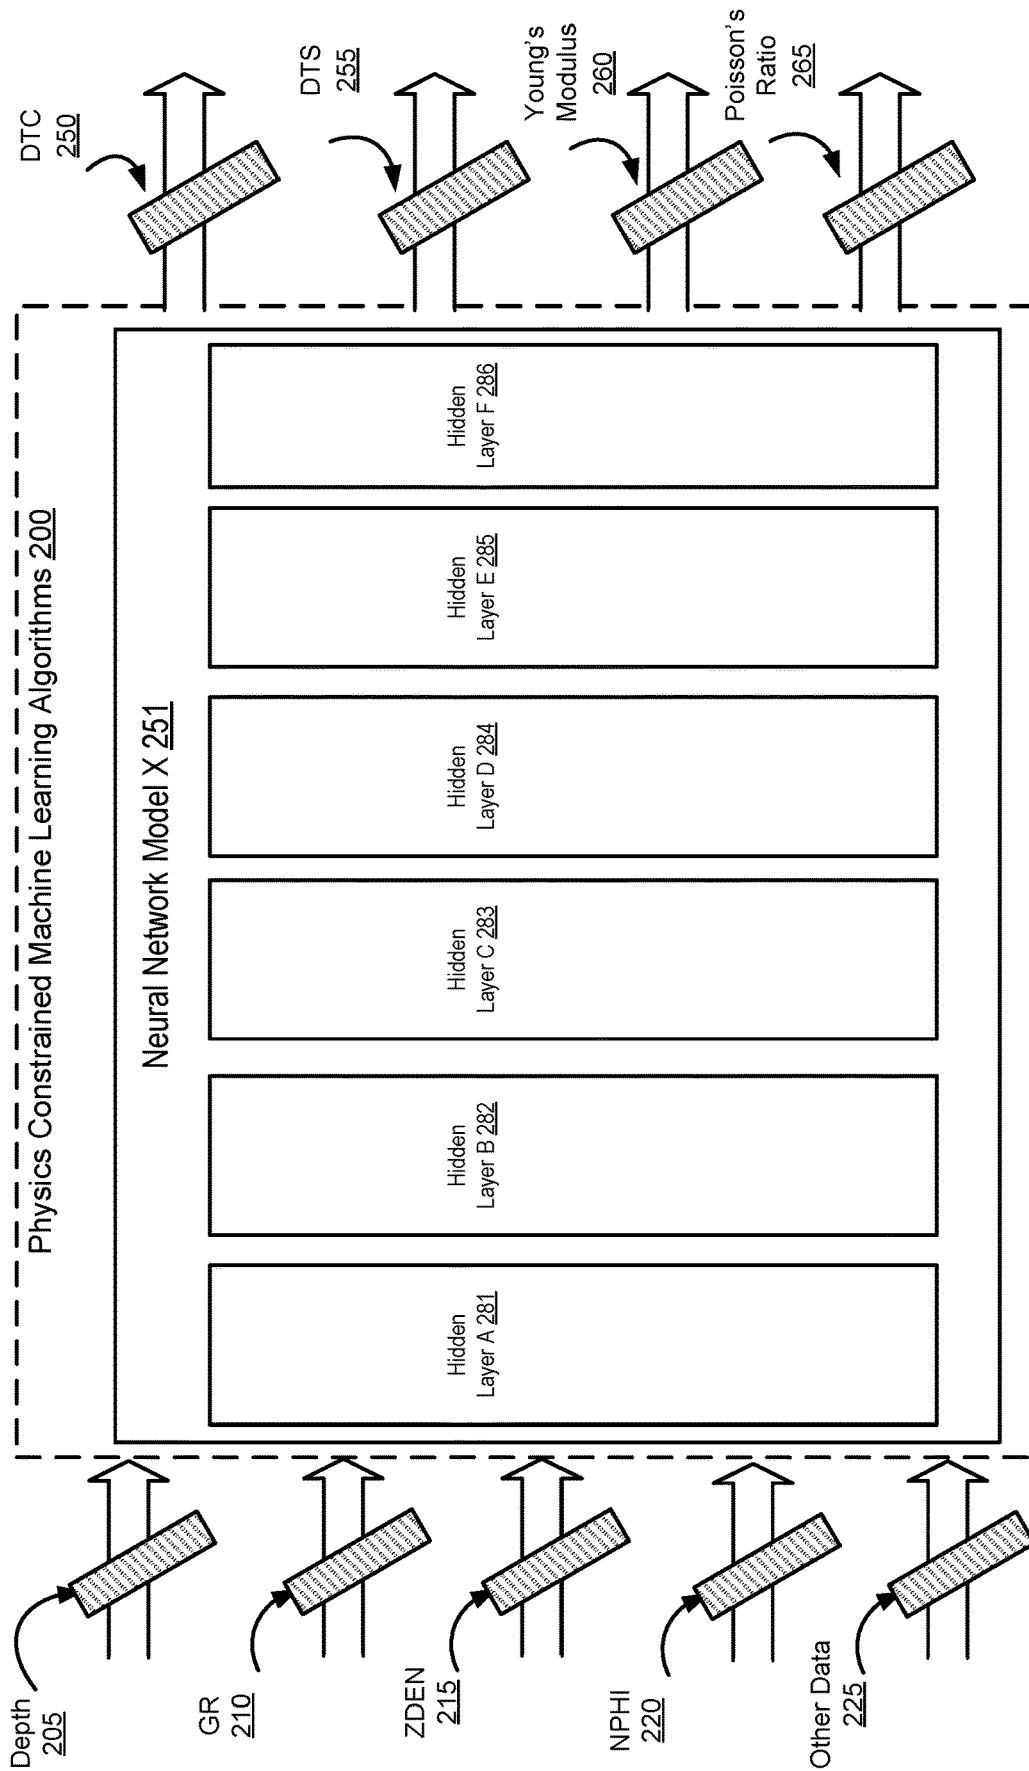 Physics Constrained Machine Learning Algorithms 200
Neural Network Model X 251
Depth
205
GR
210
ZDEN
215
NPHI
220
Other Data
225
Hidden
Layer A 281
Hidden
Layer B 282
Hidden
Layer C 283
Hidden
Layer D 284
Hidden
Layer E 285
Hidden
Layer F 286
DTC
250
DTS
255
Young's
Modulus
260
Poisson's
Ratio
265